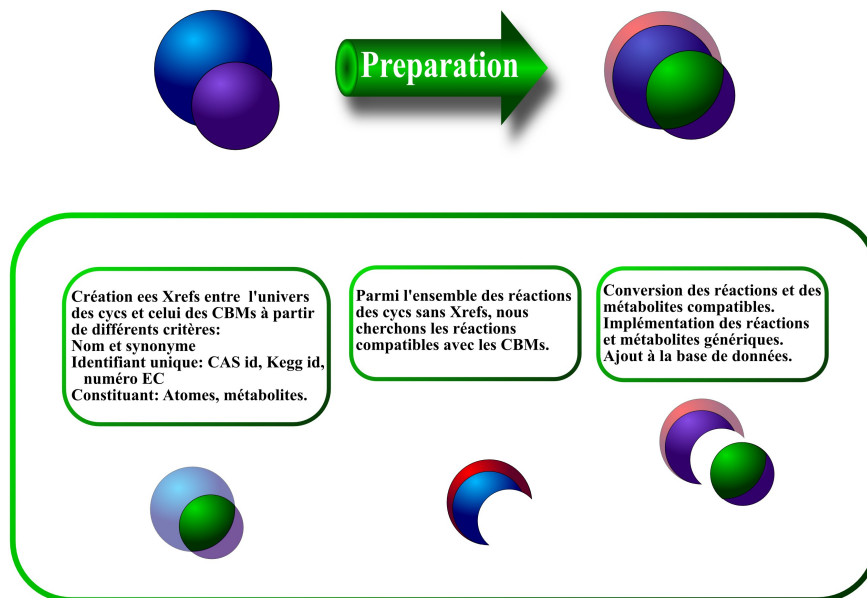 Preparation
Création ees Xrefs entre l'univers
des cycs et celui des CBMs à partir
de différents critères:
Nom et synonyme
Identifiant unique: CAS id, Kegg id,
numéro EC
Constituant: Atomes, métabolites.
Parmi l'ensemble des réactions
des cycs sans Xrefs, nous
cherchons les réactions
compatibles avec les CBMs.
Conversion des réactions et des
métabolites compatibles.
Implémentation des réactions
et métabolites génériques.
Ajout à la base de données.